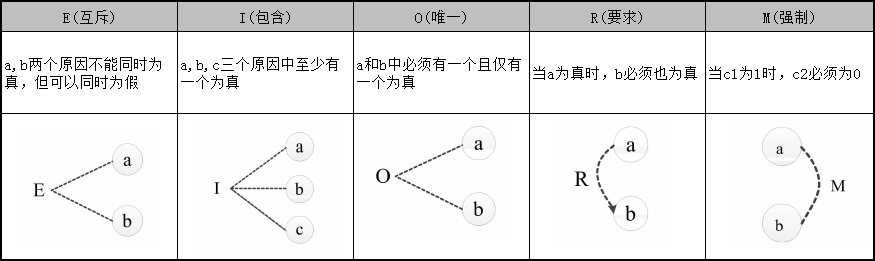 E(互斥)
I(包含)
O(唯一)
R(要求)
M(强制)
a,b两个原因不能同时为
真，但可以同时为假
a,b,c三个原因中至少有
一个为真
a和b中必须有一个且仅有
一个为真
当a为真时，b必须也为真
当c1为1时，c2必须为0
E
a
b
I
a
b
c
O
a
b
R
a
b
a
b
M